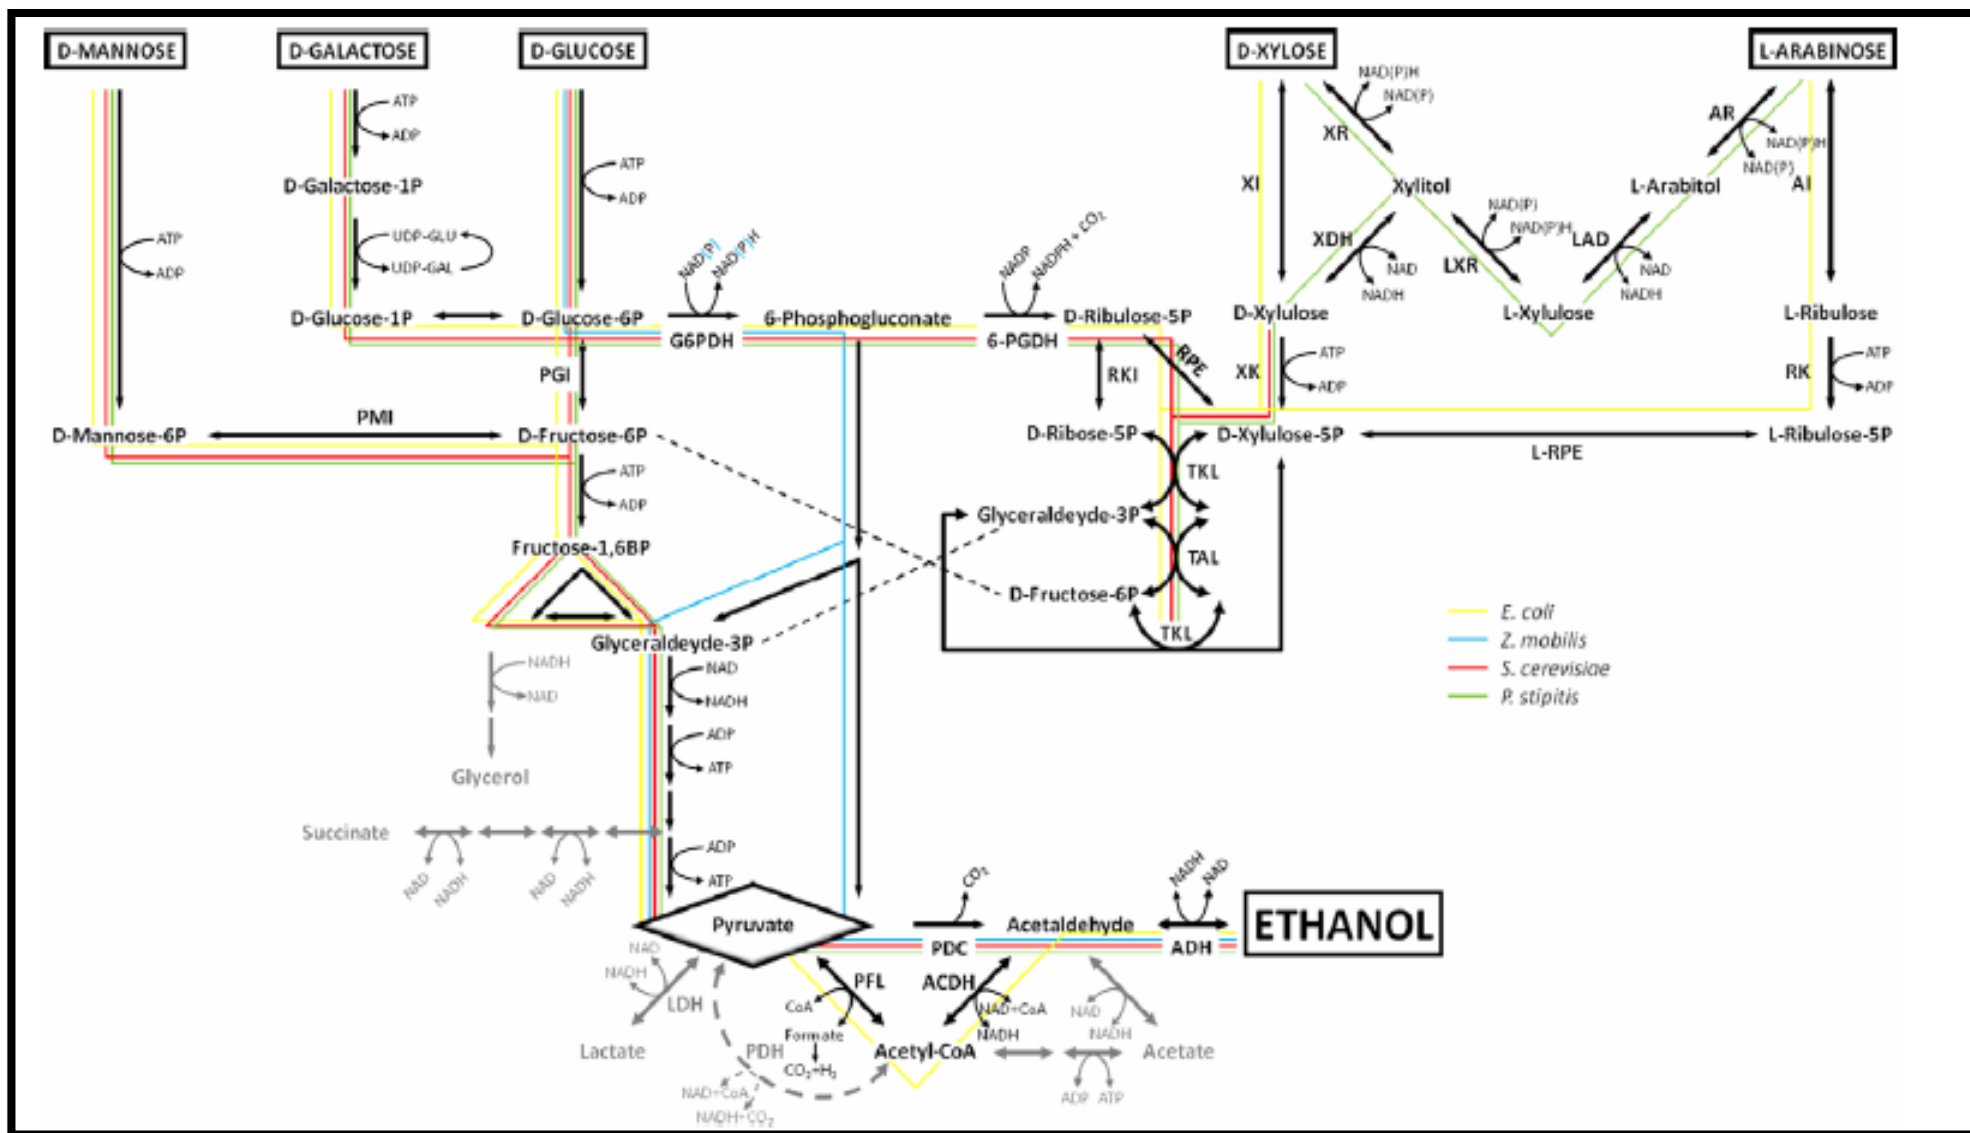 D-MANNOSE
D-GALACTOSE
D-GLUCOSE
D-XYLOSE
L-ARABINOSE
NAD(P)H
NAD(P)
XR
AR
NAD(P)H
NAD(P)
ATP
ADP
ATP
ADP
D-Galactose-1P
XI
Xylitol
L-Arabitol
AI
ATP
ADP
UDP-GLU
UDP-GAL
NAD(P)
NAD(P)H
NADP
NADPH + CO2
XDH
NAD
NADH
NAD(P)
NAD(P)H
LXR
LAD
NAD
NADH
D-Glucose-1P
D-Glucose-6P
6-Phosphogluconate
D-Ribulose-5P
D-Xylulose
L-Xylulose
L-Ribulose
G6PDH
6-PGDH
PGI
RKI
RPE
XK
ATP
ADP
RK
ATP
ADP
PMI
D-Mannose-6P
D-Fructose-6P
D-Ribose-5P
D-Xylulose-5P
L-RPE
L-Ribulose-5P
ATP
ADP
TKL
Glyceraldeyde-3P
Fructose-1,6BP
TAL
D-Fructose-6P
TKL
Glyceraldeyde-3P
E. coli
Z. mobilis
S. cerevisiae
P. stipitis
NADH
NAD
NAD
NADH
ADP
ATP
Glycerol
Succinate
NAD
NADH
NAD
NADH
ADP
ATP
Pyruvate
CO2
PDC
Acetaldehyde
NADH
NAD
ADH
ETHANOL
NAD
NADH
LDH
Lactate
PFL
CoA
Formate
CO2+H2
ACDH
NAD+CoA
NADH
NAD
NADH
PDH
NAD+CoA
NADH+CO2
Acetyl-CoA
Acetate
ADP
ATP